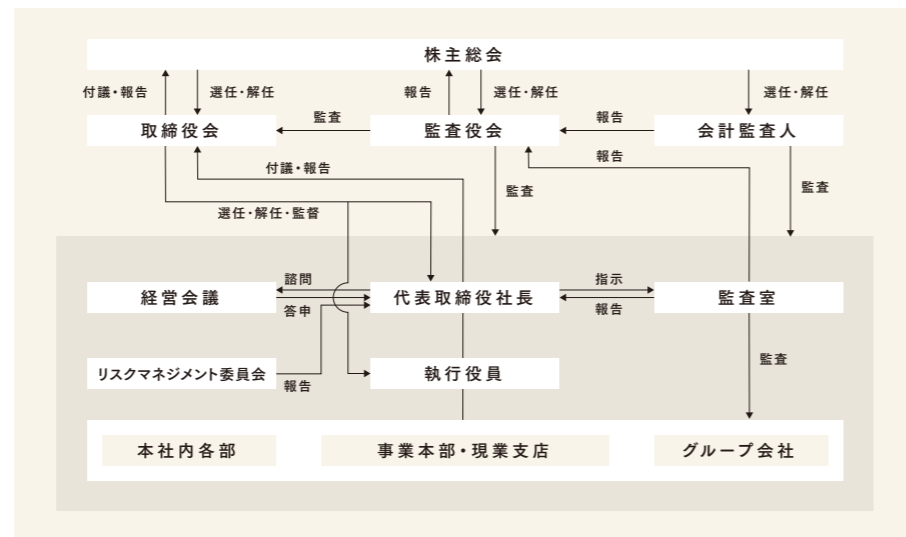 株主総会
付議・報告
選任・解任
報告
選任・解任
選任・解任
取締役会
監査
監査役会
報告
会計監査人
報告
付議・報告
監査
監査
選任・解任・監督
経営会議
諮問
答申
代表取締役社長
指示
報告
監査室
リスクマネジメント委員会
報告
執行役員
監査
本社内各部
事業本部・現業支店
グループ会社